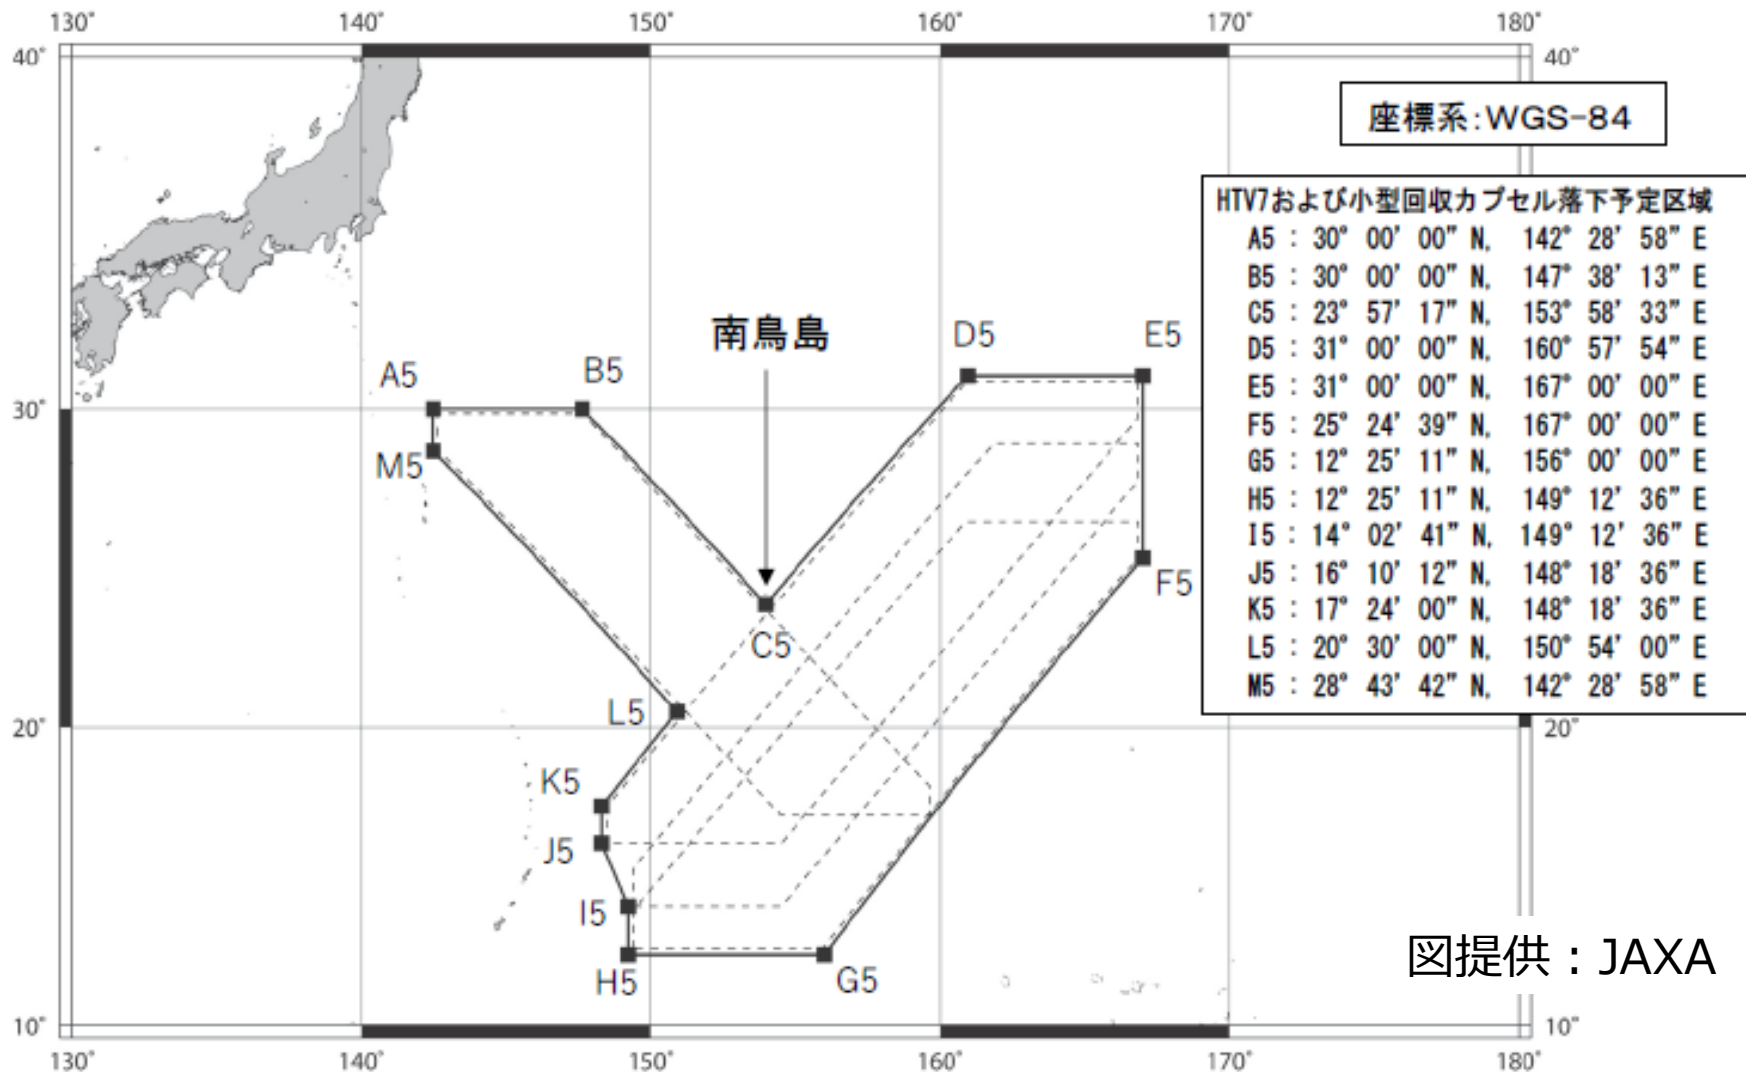 130° 140° 150° 160° 170° 180°
40° 40°
座標系:WGS-84
HTV7および小型回収カプセル落下予定区域
A5 : 30° 00' 00" N, 142° 28' 58" E
B5 : 30° 00' 00" N, 147° 38' 13" E
C5 : 23° 57' 17" N, 153° 58' 33" E
D5 : 31° 00' 00" N, 160° 57' 54" E
E5 : 31° 00' 00" N, 167° 00' 00" E
F5 : 25° 24' 39" N, 167° 00' 00" E
G5 : 12° 25' 11" N, 156° 00' 00" E
H5 : 12° 25' 11" N, 149° 12' 36" E
I5 : 14° 02' 41" N, 149° 12' 36" E
J5 : 16° 10' 12" N, 148° 18' 36" E
K5 : 17° 24' 00" N, 148° 18' 36" E
L5 : 20° 30' 00" N, 150° 54' 00" E
M5 : 28° 43' 42" N, 142° 28' 58" E
南鳥島
D5 E5
A5 B5
30°
M5
F5
C5
L5
20° 20°
K5
J5
I5
H5 G5
図提供：JAXA
10° 10°
130° 140° 150° 160° 170° 180°